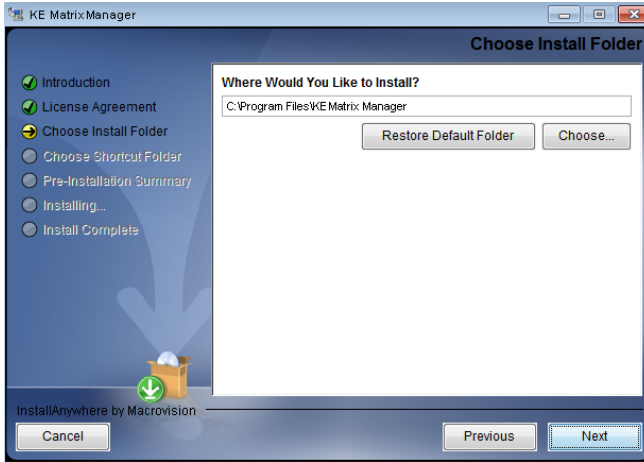 KE MatrixManager
Choose Install Folder
Introduction
License Agreement
Choose Install Folder
Choose Shortcut Folder
Pre-Installation Summary
Installing...
Install Complete
Where Would You Like to Install?
C:\Program Files\KE Matrix Manager
Restore Default Folder
Choose...
InstallAnywhere by Macrovision
Cancel
Previous
Next